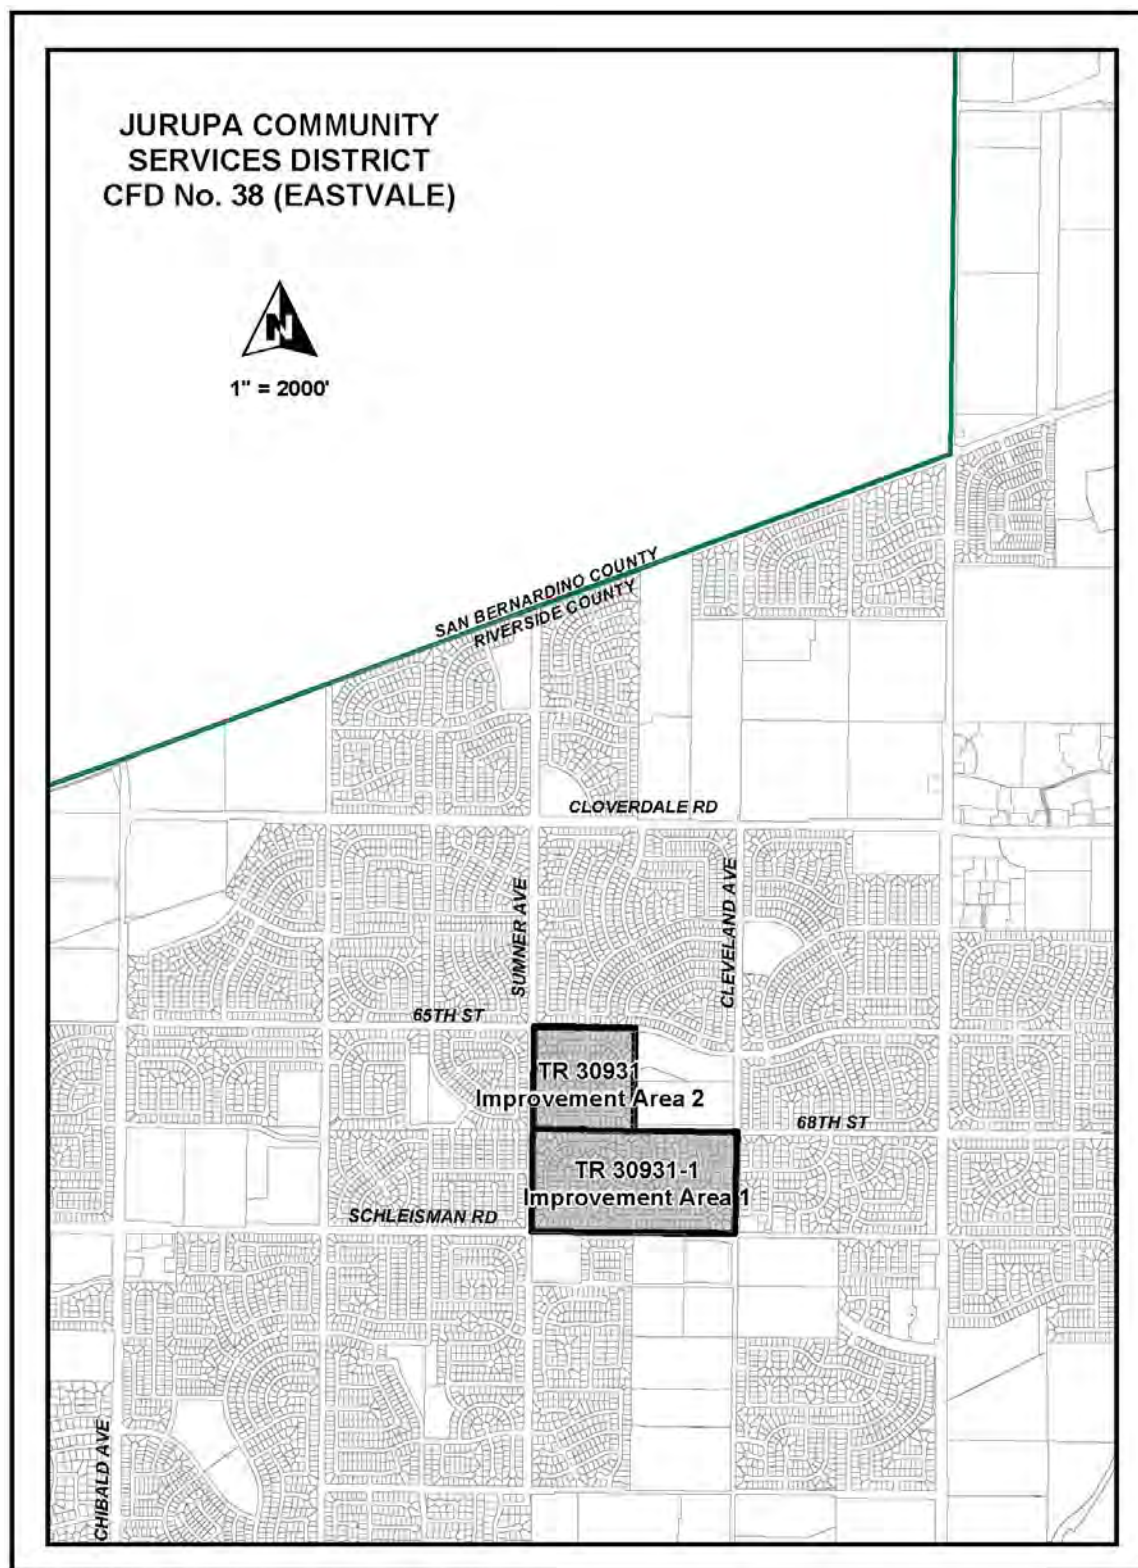 JURUPA COMMUNITY
SERVICES DISTRICT
CFD No. 38 (EASTVALE)
N
1" = 2000'
SAN BERNARDINO COUNTY
RIVERSIDE COUNTY
CLOVERDALE RD
SUMNER AVE
CLEVELAND AVE
65TH ST
TR 30931
Improvement Area 2
68TH ST
TR 30931-1
Improvement Area 1
SCHLEISMAN RD
CHIBALD AVE